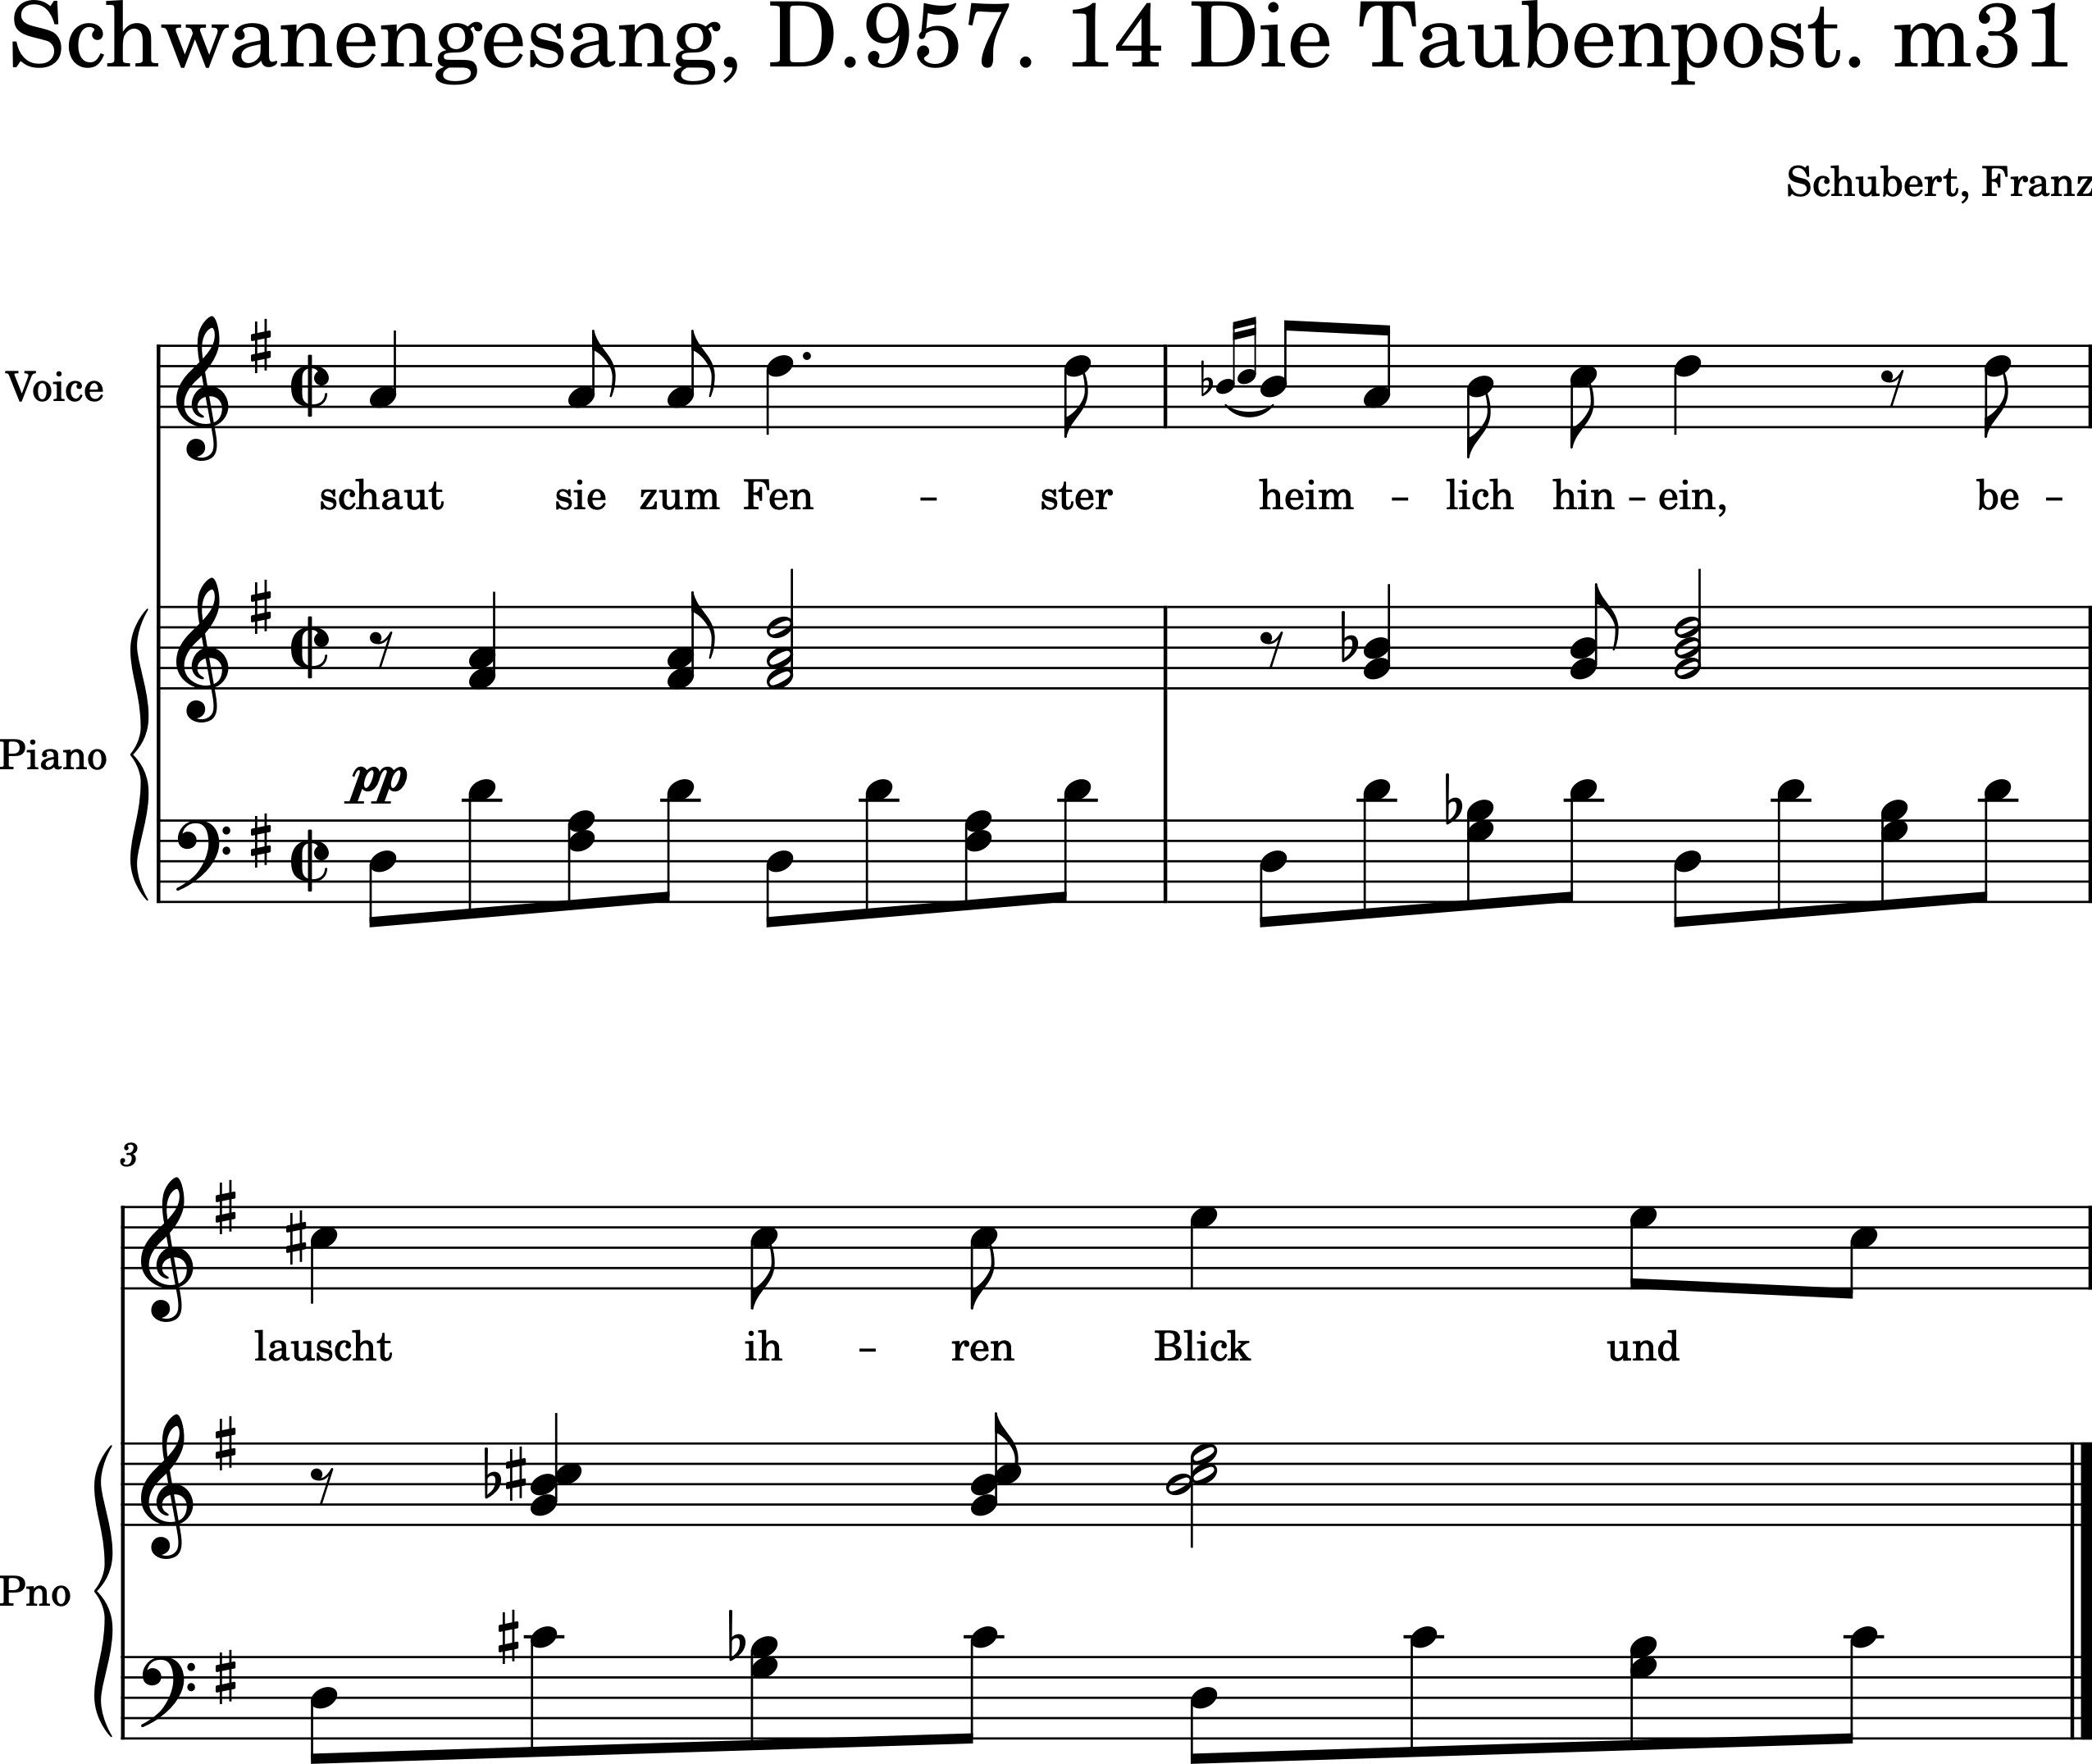 Schwanengesang, D.957. 14 Die Taubenpost. m31
Schubert, Franz
Voice
schaut sie zum Fen - ster heim - lich hin - ein, be -
Piano
pp
3
lauscht ih - ren Blick und
Pno